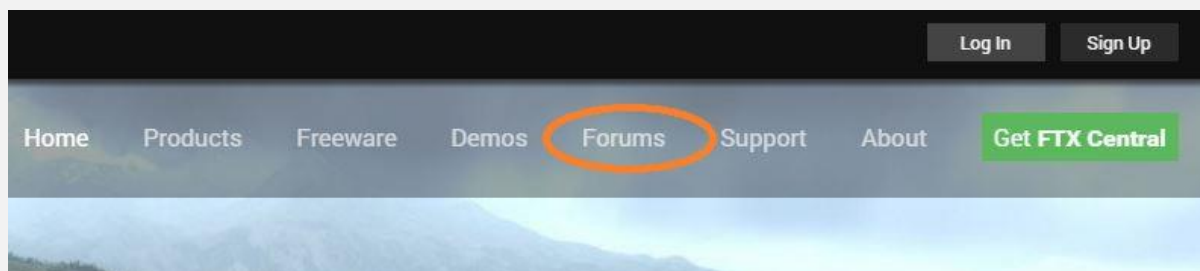 Log In Sign Up
Home Products Freeware Demos Forums Support About Get FTX Central